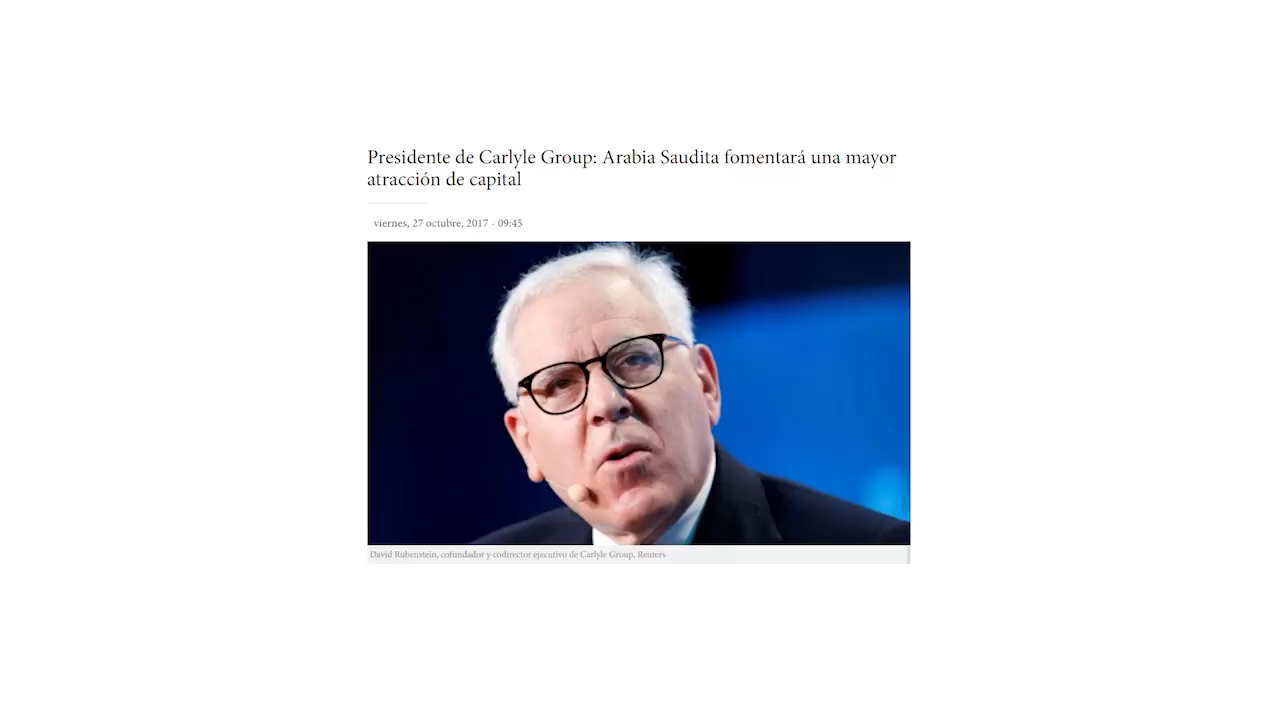 Presidente de Carlyle Group: Arabia Saudita fomentará una mayor
atracción de capital
viernes, 27 octubre, 2017 - 09:45
David Rubenstein, cofundador y codirector ejecutivo de Carlyle Group, Reuters